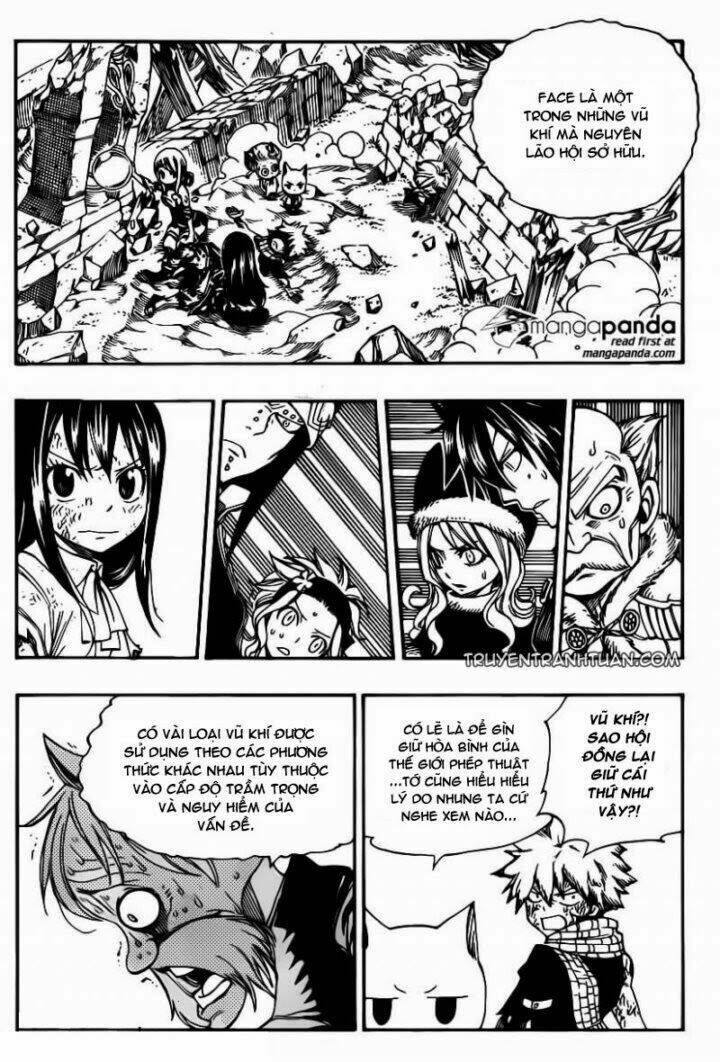 FACE LÀ MỘT
TRONG NHỮNG VŨ
KHÍ MÀ NGUYÊN
LÃO HỘI SỞ HỮU.
mangapanda
read first at
mangapanda.com
TRUYENTRANHTUAN.COM
CÓ VÀI LOẠI VŨ KHÍ ĐƯỢC
SỬ DỤNG THEO CÁC PHƯƠNG
THỨC KHÁC NHAU TÙY THUỘC
VÀO CẤP ĐỘ TRẦM TRỌNG
VÀ NGUY HIỂM CỦA
VẤN ĐỀ.
CÓ LẼ LÀ ĐỂ GÌN
GIỮ HÒA BÌNH CỦA
THẾ GIỚI PHÉP THUẬT
...TỚ CŨNG HIỂU HIỂU
LÝ DO NHƯNG TA CỨ
NGHE XEM NÀO...
VŨ KHÍ?!
SAO HỘI
ĐỒNG LẠI
GIỮ CÁI
THỨ NHƯ
VẬY?!